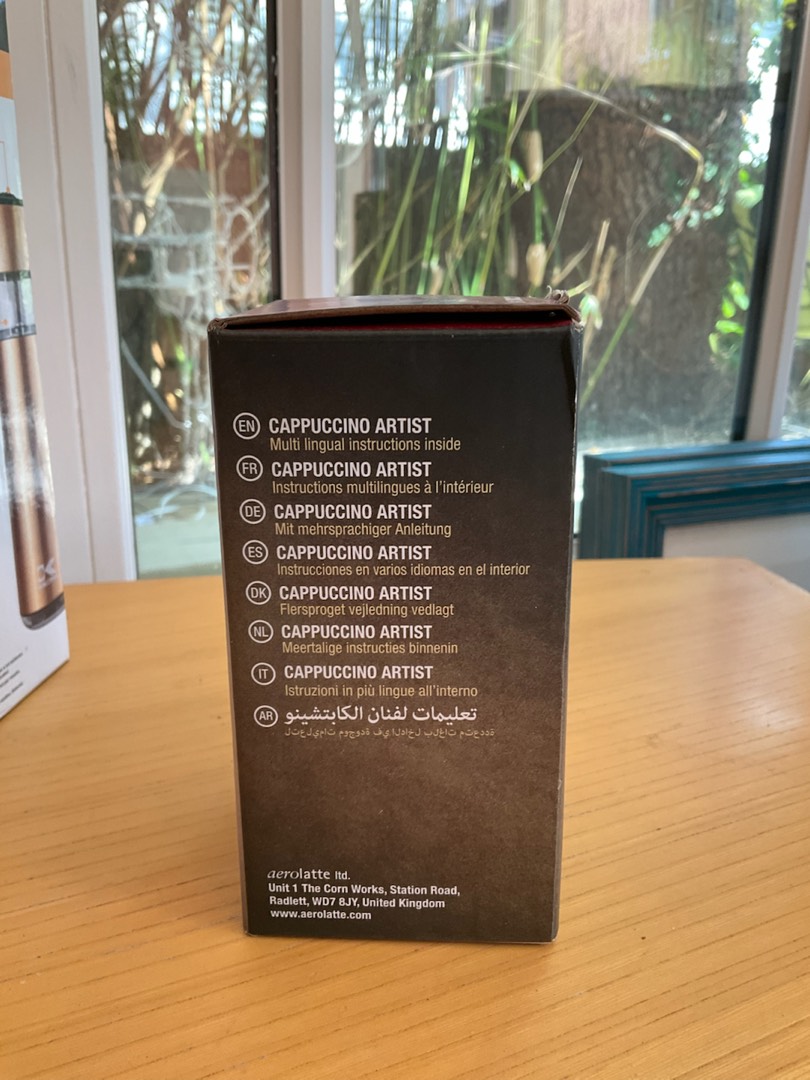 EN CAPPUCCINO ARTIST
Multi lingual instructions inside
FR CAPPUCCINO ARTIST
Instructions multilingues à l'intérieur
DE CAPPUCCINO ARTIST
Mit mehrsprachiger Anleitung
ES CAPPUCCINO ARTIST
Instrucciones en varios idiomas en el interior
DK CAPPUCCINO ARTIST
Flersproget vejledning vedlagt
NL CAPPUCCINO ARTIST
Meertalige instructies binnenin
IT CAPPUCCINO ARTIST
Istruzioni in più lingue all'interno
AR تعليمات لفنان الكابتشينو
aerolatte ltd.
Unit 1 The Corn Works, Station Road,
Radlett, WD7 8JY, United Kingdom
www.aerolatte.com